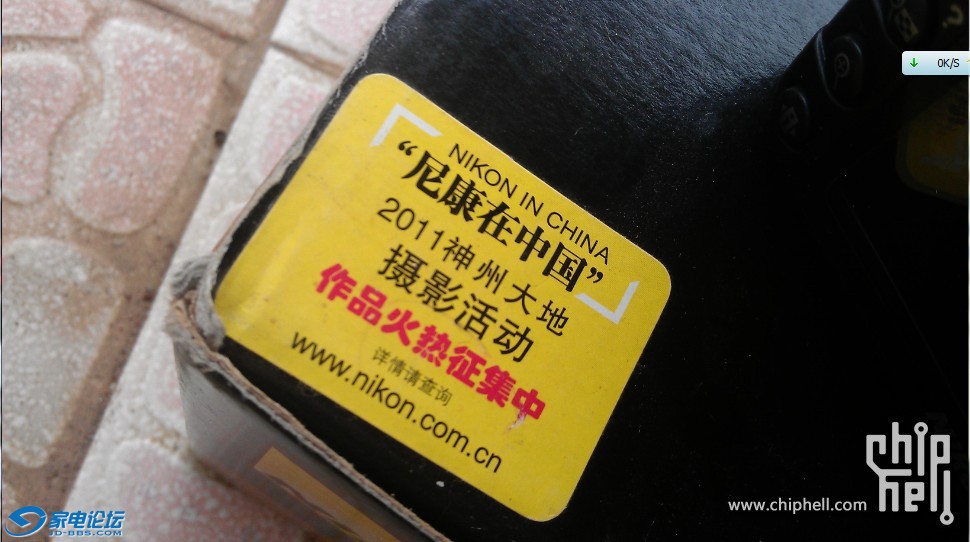 NIKON IN CHINA
“尼康在中国”
2011神州大地
摄影活动
作品火热征集中
详情请查询
www.nikon.com.cn
0K/S
www.chiphell.com
chip
hell
家电论坛
JD-BBS.COM